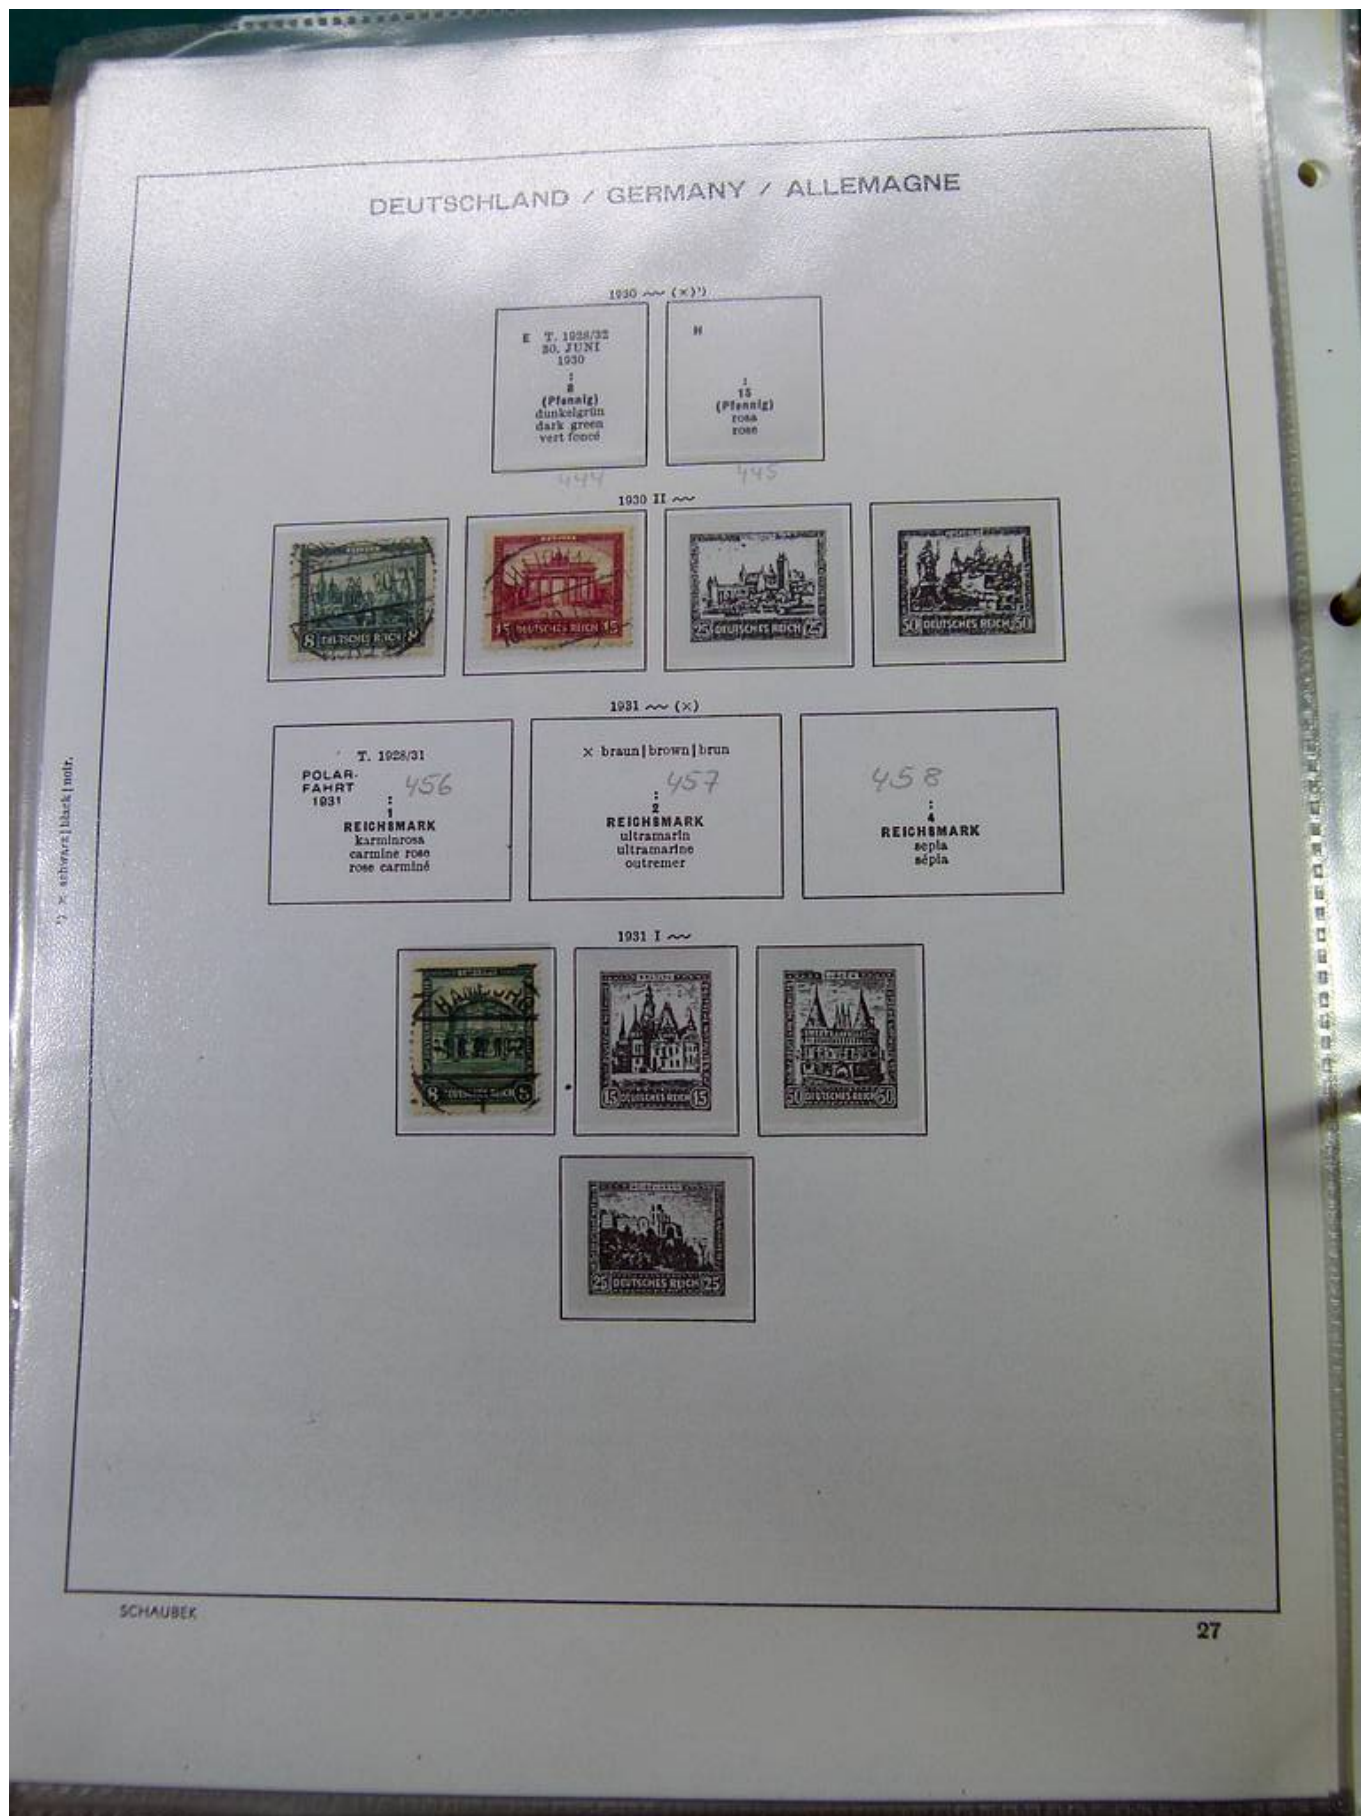 DEUTSCHLAND / GERMANY / ALLEMAGNE
1930 ~~ (×)¹)
E T. 1928/32
30. JUNI
1930
:
8
(Pfennig)
dunkelgrün
dark green
vert foncé
H
:
15
(Pfennig)
rosa
rose
444
445
1930 II ~~
8 DEUTSCHES REICH 8
15 DEUTSCHES REICH 15
25 DEUTSCHES REICH 25
50 DEUTSCHES REICH 50
1931 ~~ (×)
T. 1928/31
POLAR-
FAHRT
1931
456
:
1
REICHSMARK
karminrosa
carmine rose
rose carminé
× braun|brown|brun
457
:
2
REICHSMARK
ultramarin
ultramarine
outremer
458
:
4
REICHSMARK
sepia
sépia
¹) × schwarz|black|noir.
1931 I ~~
HAMBURG
8 DEUTSCHES REICH 8
15 DEUTSCHES REICH 15
50 DEUTSCHES REICH 50
25 DEUTSCHES REICH 25
SCHAUBEK
27